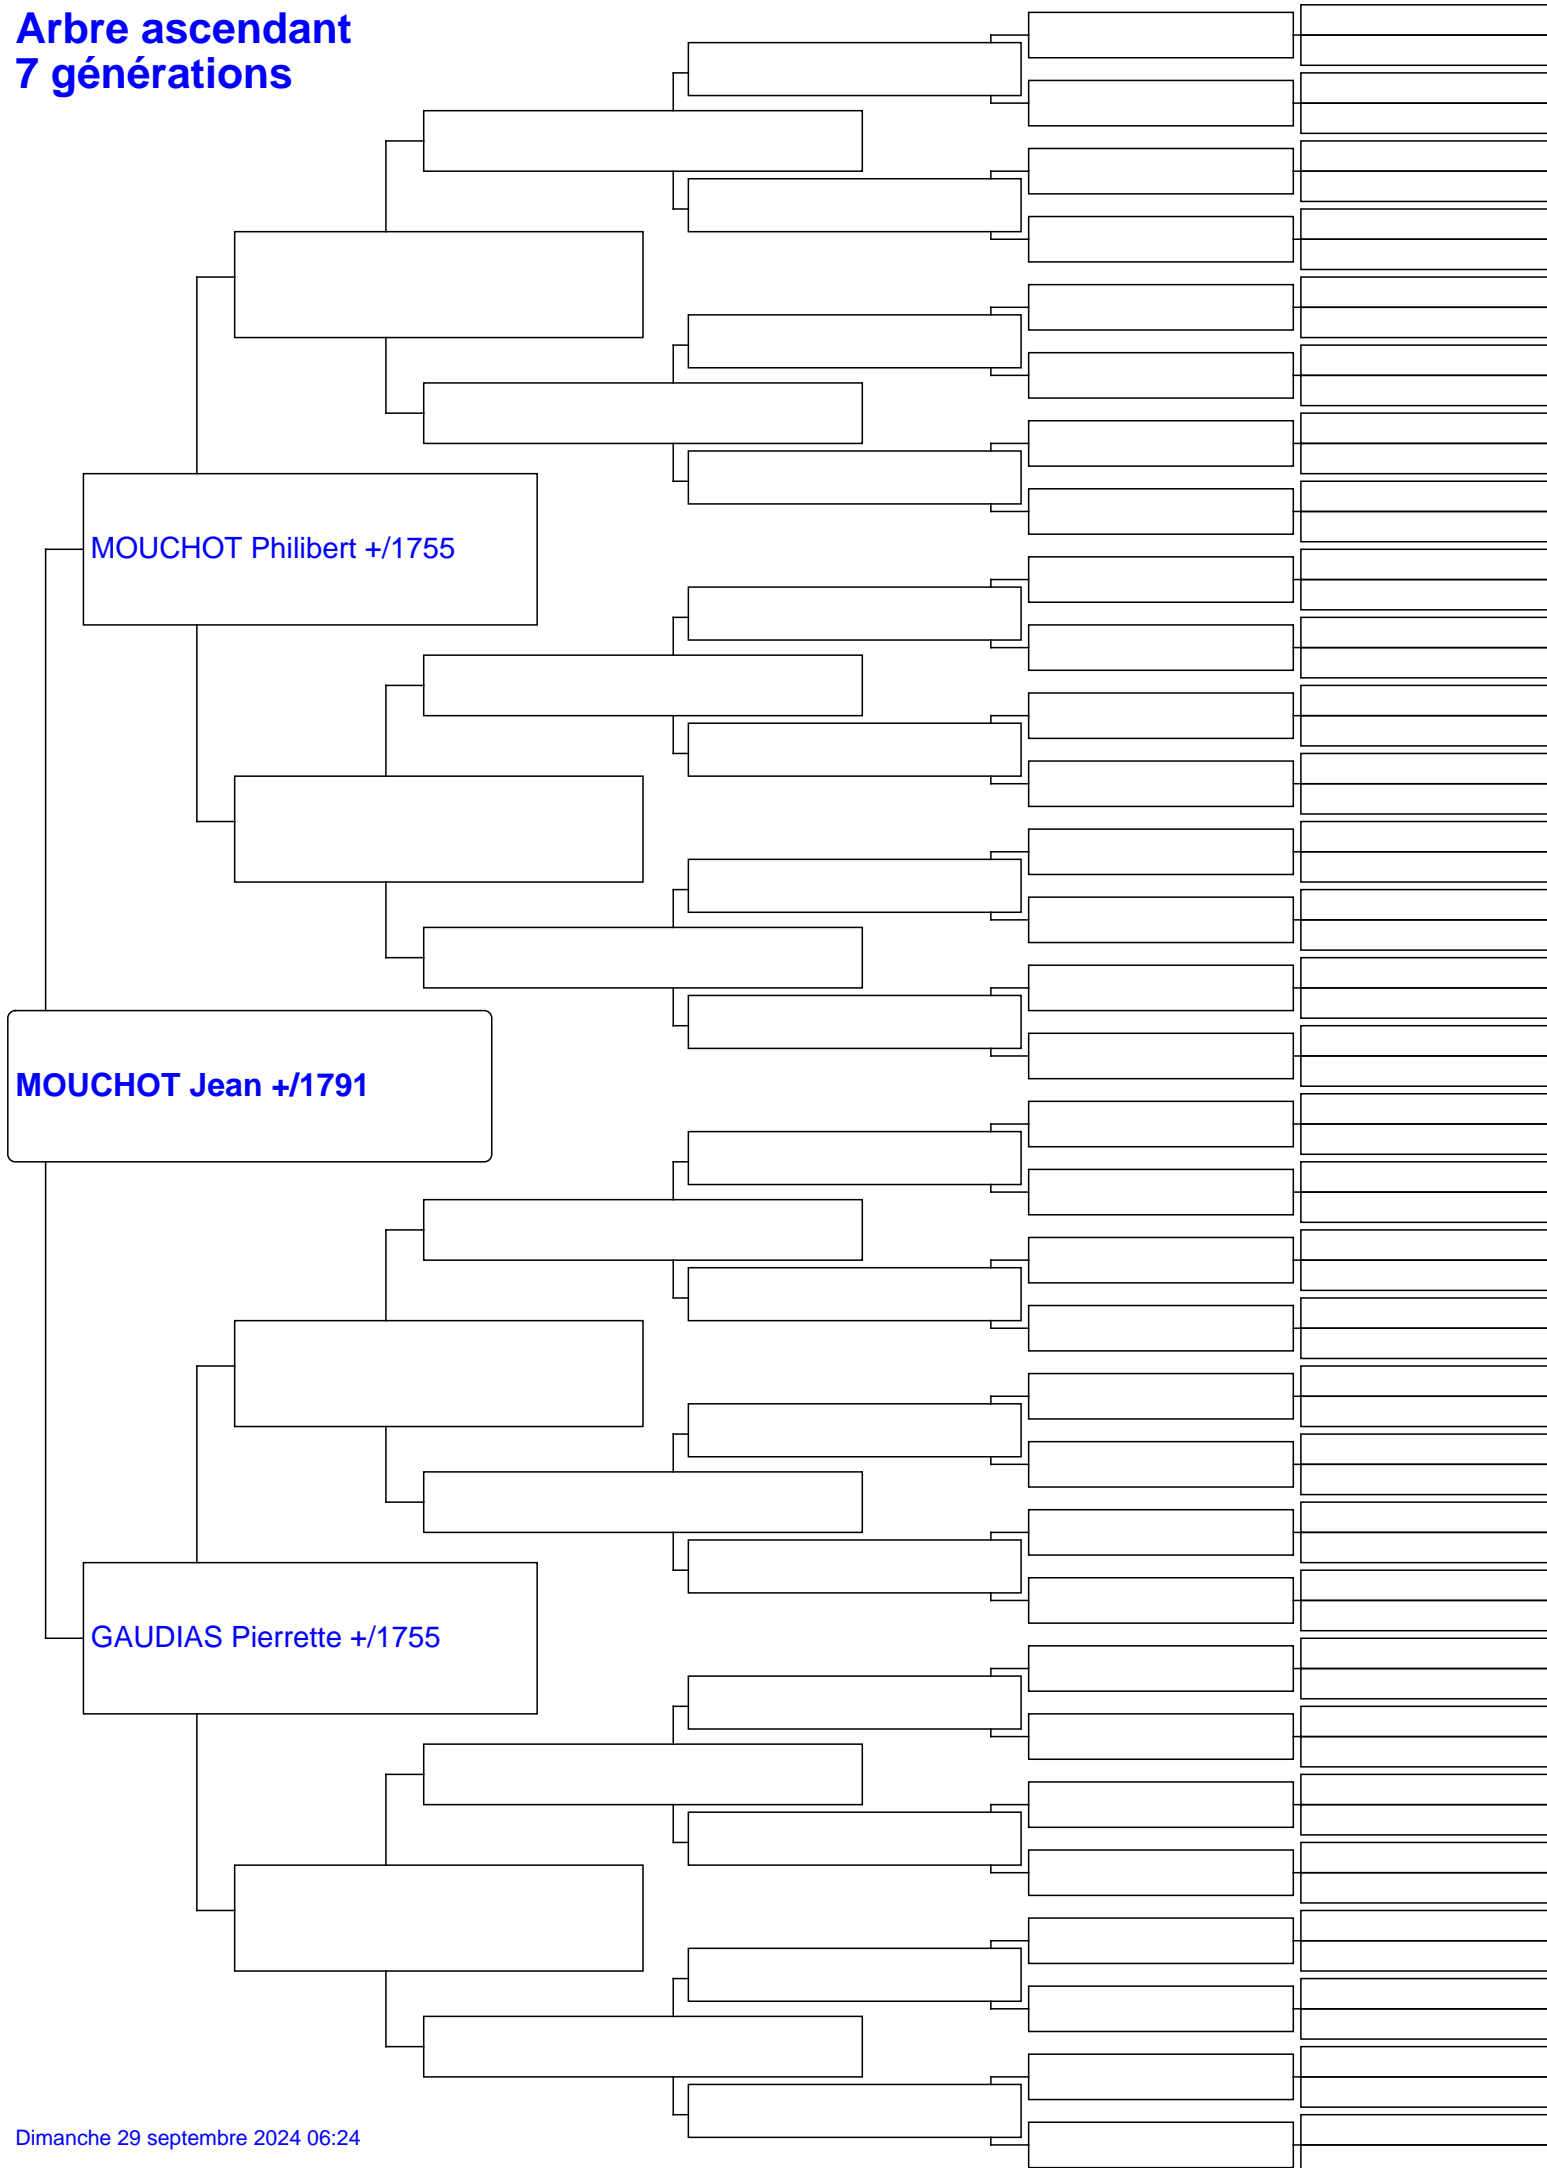 Arbre ascendant
7 générations
MOUCHOT Philibert +/1755
MOUCHOT Jean +/1791
GAUDIAS Pierrette +/1755
Dimanche 29 septembre 2024 06:24